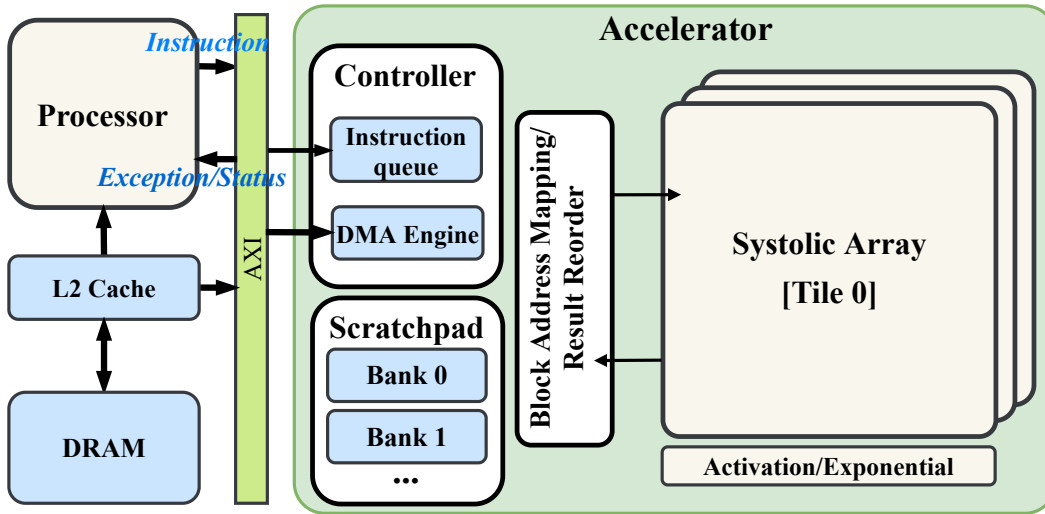 Accelerator
Instruction
Processor
Exception/Status
L2 Cache
DRAM
AXI
Controller
Instruction
queue
DMA Engine
Scratchpad
Bank 0
Bank 1
...
Block Address Mapping/
Result Reorder
Systolic Array
[Tile 0]
Activation/Exponential